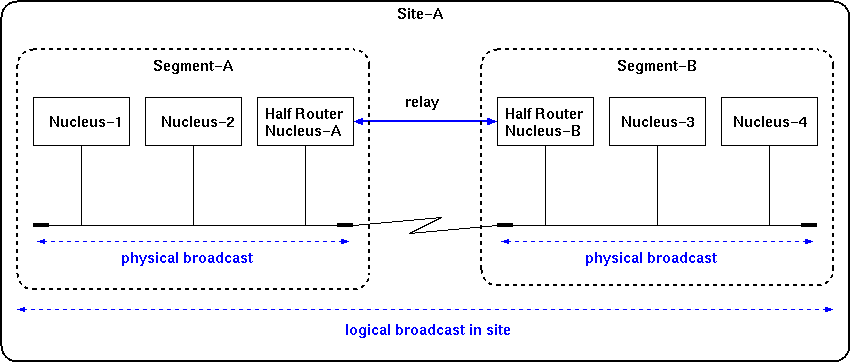 Site-A
Segment-A
Segment-B
relay
Nucleus-1
Nucleus-2
Half Router
Nucleus-A
Half Router
Nucleus-B
Nucleus-3
Nucleus-4
physical broadcast
physical broadcast
logical broadcast in site